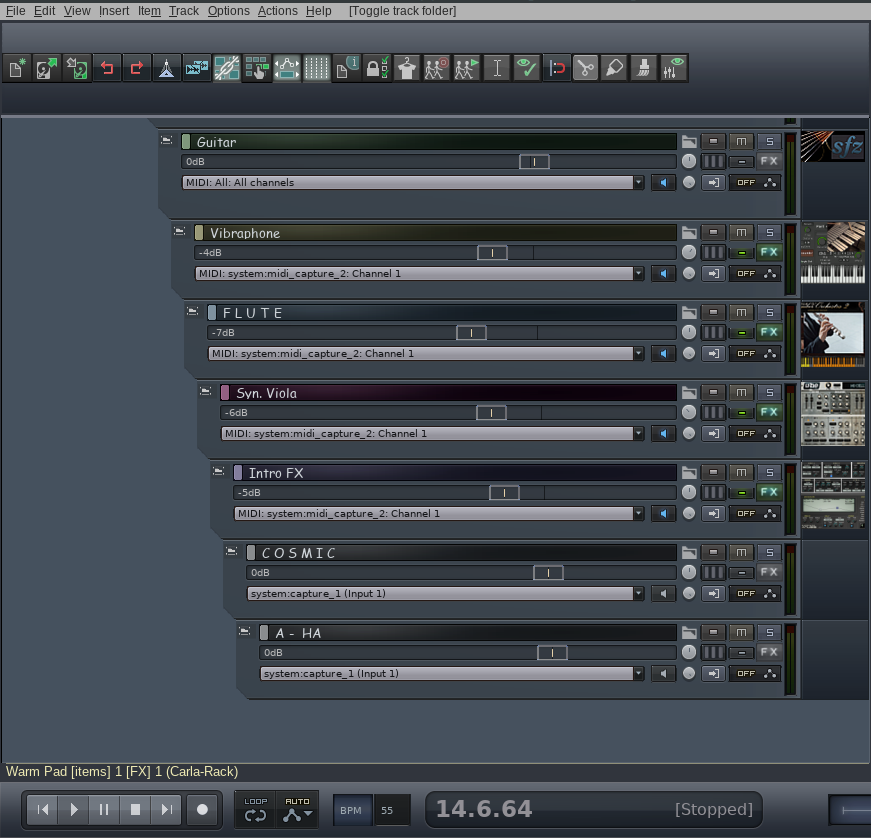 File Edit View Insert Item Track Options Actions Help [Toggle track folder]
Guitar
m S
0dB
FX
MIDI: All: All channels
OFF
sfz
Vibraphone
m S
-4dB
FX
MIDI: system:midi_capture_2: Channel 1
OFF
FLUTE
m S
-7dB
FX
MIDI: system:midi_capture_2: Channel 1
OFF
Syn. Viola
m S
-6dB
FX
MIDI: system:midi_capture_2: Channel 1
OFF
Intro FX
m S
-5dB
FX
MIDI: system:midi_capture_2: Channel 1
OFF
COSMIC
m S
0dB
FX
system:capture_1 (Input 1)
OFF
A - HA
m S
0dB
FX
system:capture_1 (Input 1)
OFF
Warm Pad [items] 1 [FX] 1 (Carla-Rack)
LOOP AUTO
BPM 55
14.6.64 [Stopped]